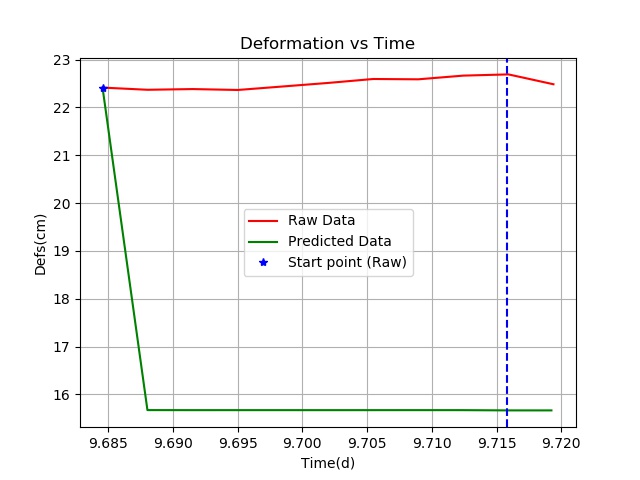 Deformation vs Time
23
22
21
20
19
18
17
16
Defs(cm)
Raw Data
Predicted Data
Start point (Raw)
9.685 9.690 9.695 9.700 9.705 9.710 9.715 9.720
Time(d)